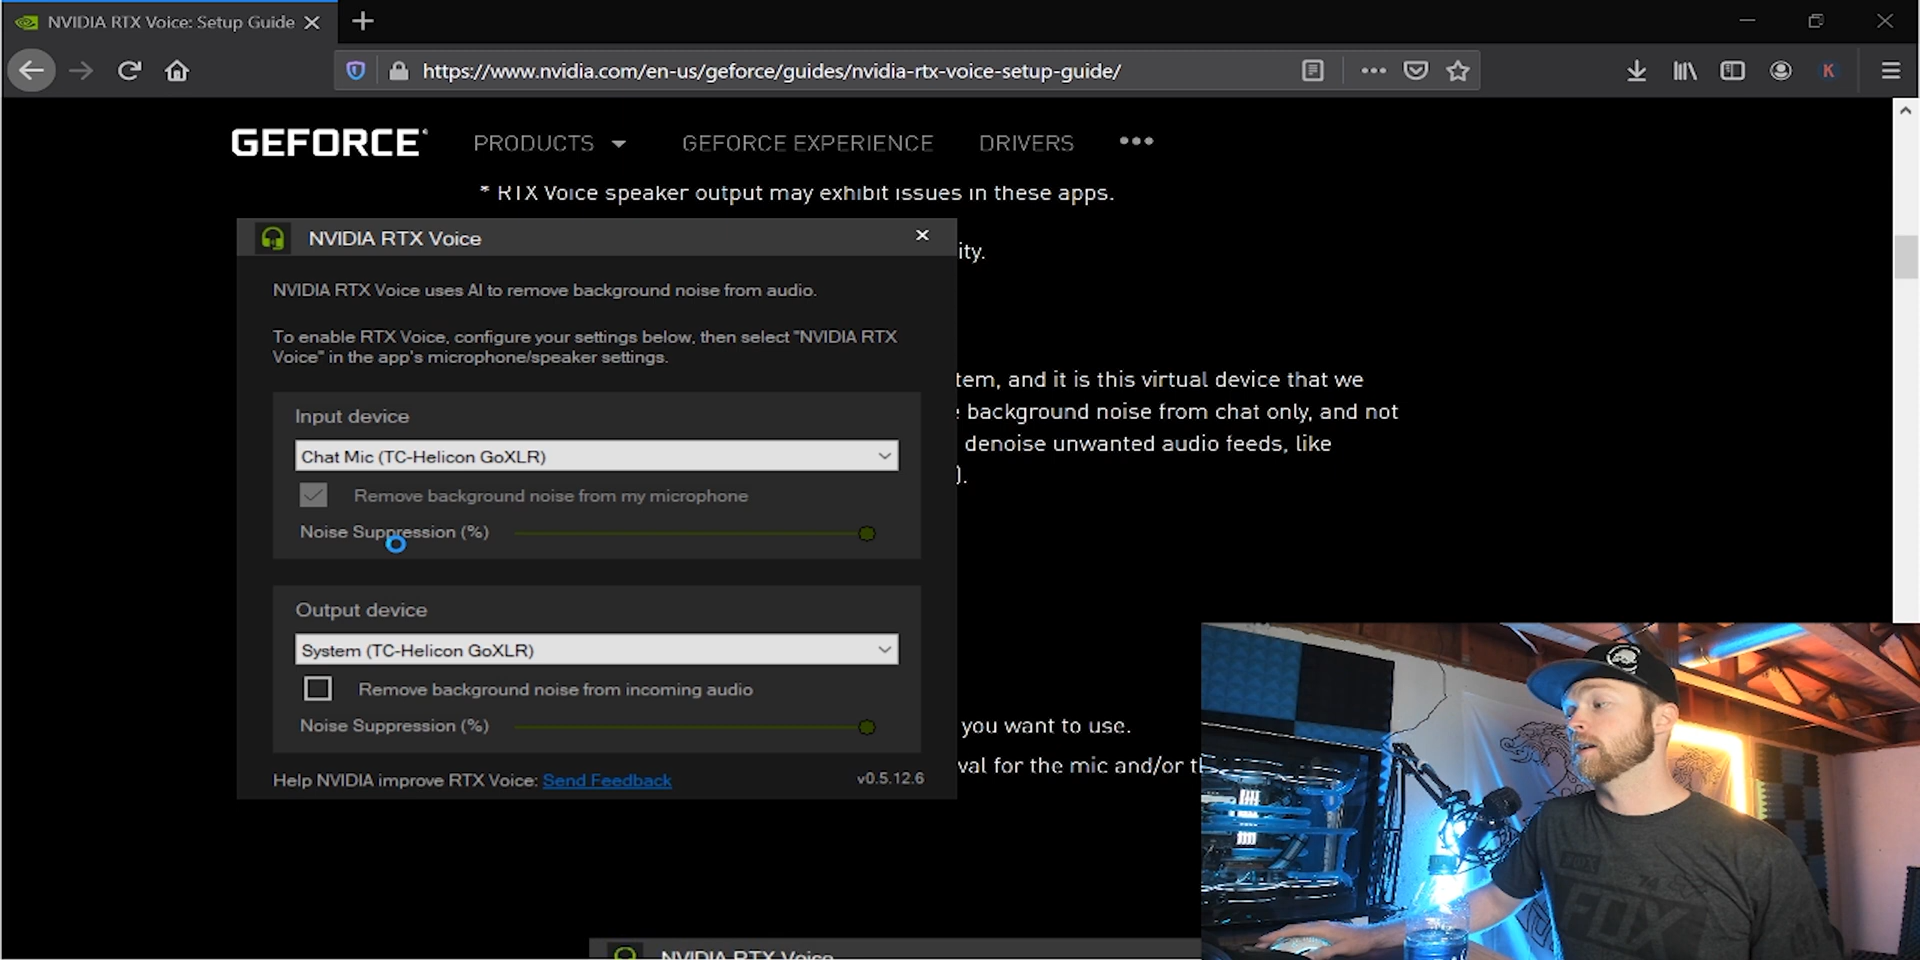 NVIDIA RTX Voice: Setup Guide
https://www.nvidia.com/en-us/geforce/guides/nvidia-rtx-voice-setup-guide/
K
GEFORCE PRODUCTS GEFORCE EXPERIENCE DRIVERS
* RTX Voice speaker output may exhibit issues in these apps.
NVIDIA RTX Voice
ity.
NVIDIA RTX Voice uses AI to remove background noise from audio.
To enable RTX Voice, configure your settings below, then select "NVIDIA RTX
Voice" in the app's microphone/speaker settings.
tem, and it is this virtual device that we
background noise from chat only, and not
denoise unwanted audio feeds, like
).
Input device
Chat Mic (TC-Helicon GoXLR)
Remove background noise from my microphone
Noise Suppression (%)
Output device
System (TC-Helicon GoXLR)
Remove background noise from incoming audio
Noise Suppression (%)
you want to use.
val for the mic and/or t
Help NVIDIA improve RTX Voice: Send Feedback v0.5.12.6
FOX
NVIDIA RTX Voice